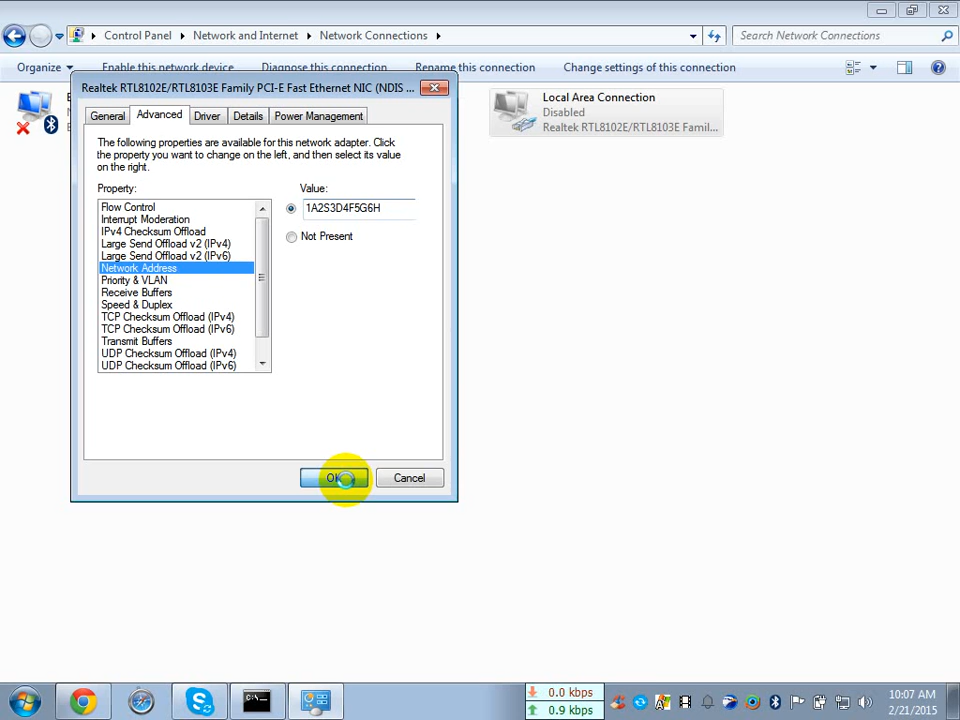 Control Panel
Network and Internet
Network Connections
Search Network Connections
Organize
Enable this network device
Diagnose this connection
Rename this connection
Change settings of this connection
Realtek RTL8102E/RTL8103E Family PCI-E Fast Ethernet NIC (NDIS ...
General
Advanced
Driver
Details
Power Management
The following properties are available for this network adapter. Click
the property you want to change on the left, and then select its value
on the right.
Property:
Value:
Flow Control
Interrupt Moderation
IPv4 Checksum Offload
Large Send Offload v2 (IPv4)
Large Send Offload v2 (IPv6)
Network Address
Priority & VLAN
Receive Buffers
Speed & Duplex
TCP Checksum Offload (IPv4)
TCP Checksum Offload (IPv6)
Transmit Buffers
UDP Checksum Offload (IPv4)
UDP Checksum Offload (IPv6)
1A2S3D4F5G6H
Not Present
OK
Cancel
Local Area Connection
Disabled
Realtek RTL8102E/RTL8103E Famil...
0.0 kbps
0.9 kbps
10:07 AM
2/21/2015